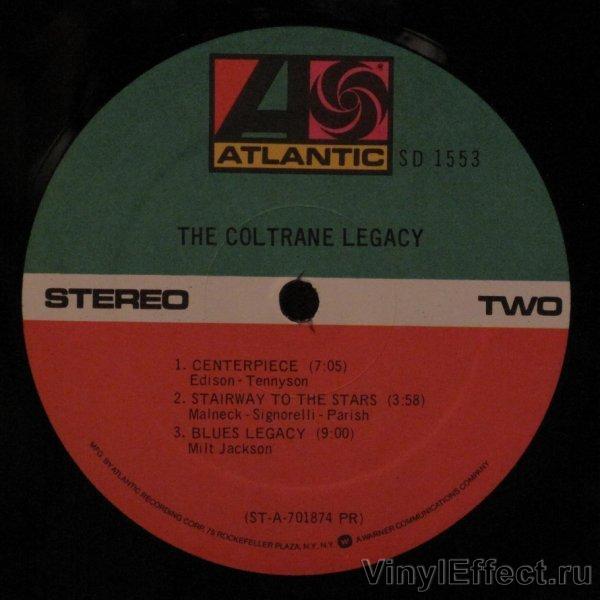 ATLANTIC
SD 1553
THE COLTRANE LEGACY
STEREO
TWO
1. CENTERPIECE (7:05)
Edison - Tennyson
2. STAIRWAY TO THE STARS (3:58)
Malneck - Signorelli - Parish
3. BLUES LEGACY (9:00)
Milt Jackson
(ST-A-701874 PR)
MFG. BY ATLANTIC RECORDING CORP. 75 ROCKEFELLER PLAZA, N.Y. N.Y. W A WARNER COMMUNICATIONS COMPANY
VinylEffect.ru